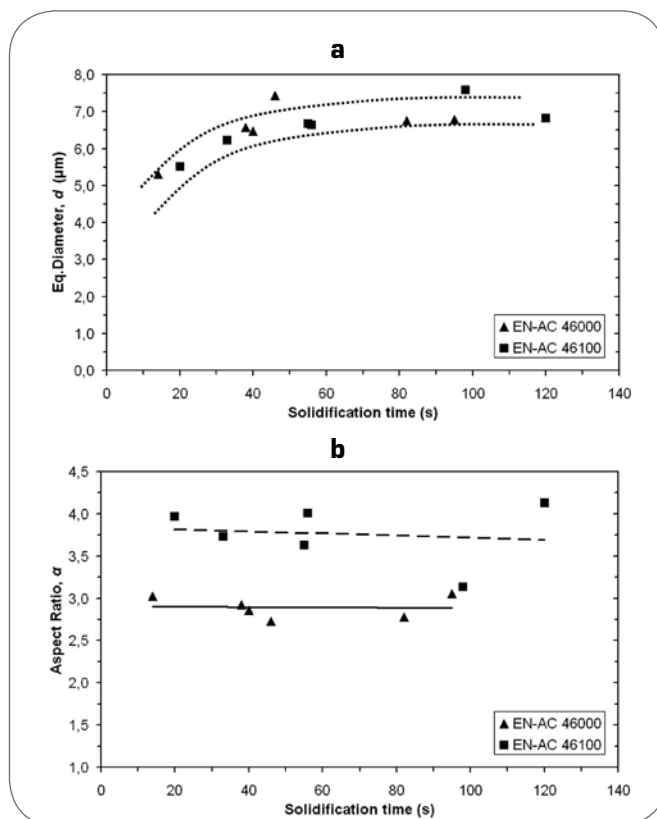 a
8,0
7,0
6,0
5,0
4,0
3,0
2,0
1,0
0,0
Eq.Diameter, d (µm)
EN-AC 46000
EN-AC 46100
0 20 40 60 80 100 120 140
Solidification time (s)
b
4,5
4,0
3,5
3,0
2,5
2,0
1,5
1,0
Aspect Ratio, α
EN-AC 46000
EN-AC 46100
0 20 40 60 80 100 120 140
Solidification time (s)